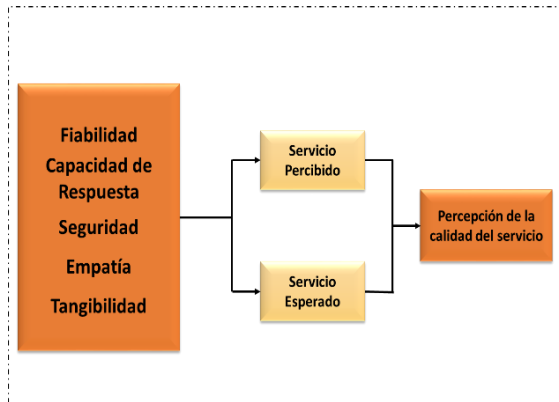 Fiabilidad
Capacidad de
Respuesta
Seguridad
Empatía
Tangibilidad
Servicio
Percibido
Servicio
Esperado
Percepción de la
calidad del servicio